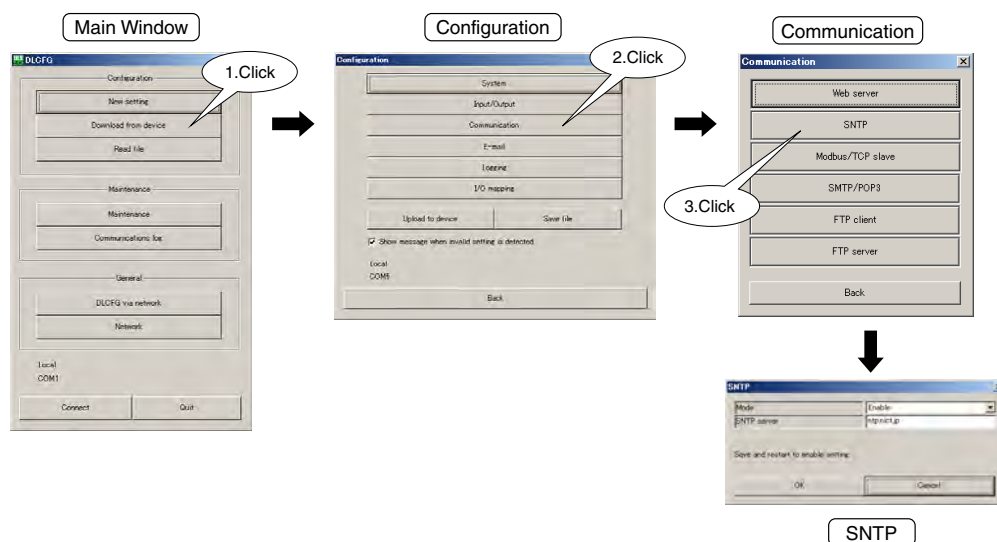 Main Window
DLCFG
Configuration
1.Click
New setting
Download from device
Read file
Maintenance
Maintenance
Communications log
General
DLCFG via network
Network
Local
COM1
Connect
Quit
Configuration
Configuration
2.Click
System
Input/Output
Communication
E-mail
Logging
I/O mapping
Upload to device
Save file
Show message when invalid setting is detected
Local
COM5
Back
Communication
Communication
Web server
SNTP
Modbus/TCP slave
3.Click
SMTP/POP3
FTP client
FTP server
Back
SNTP
Mode
Enable
SNTP server
ntp.nict.jp
Save and restart to enable setting
OK
Cancel
SNTP